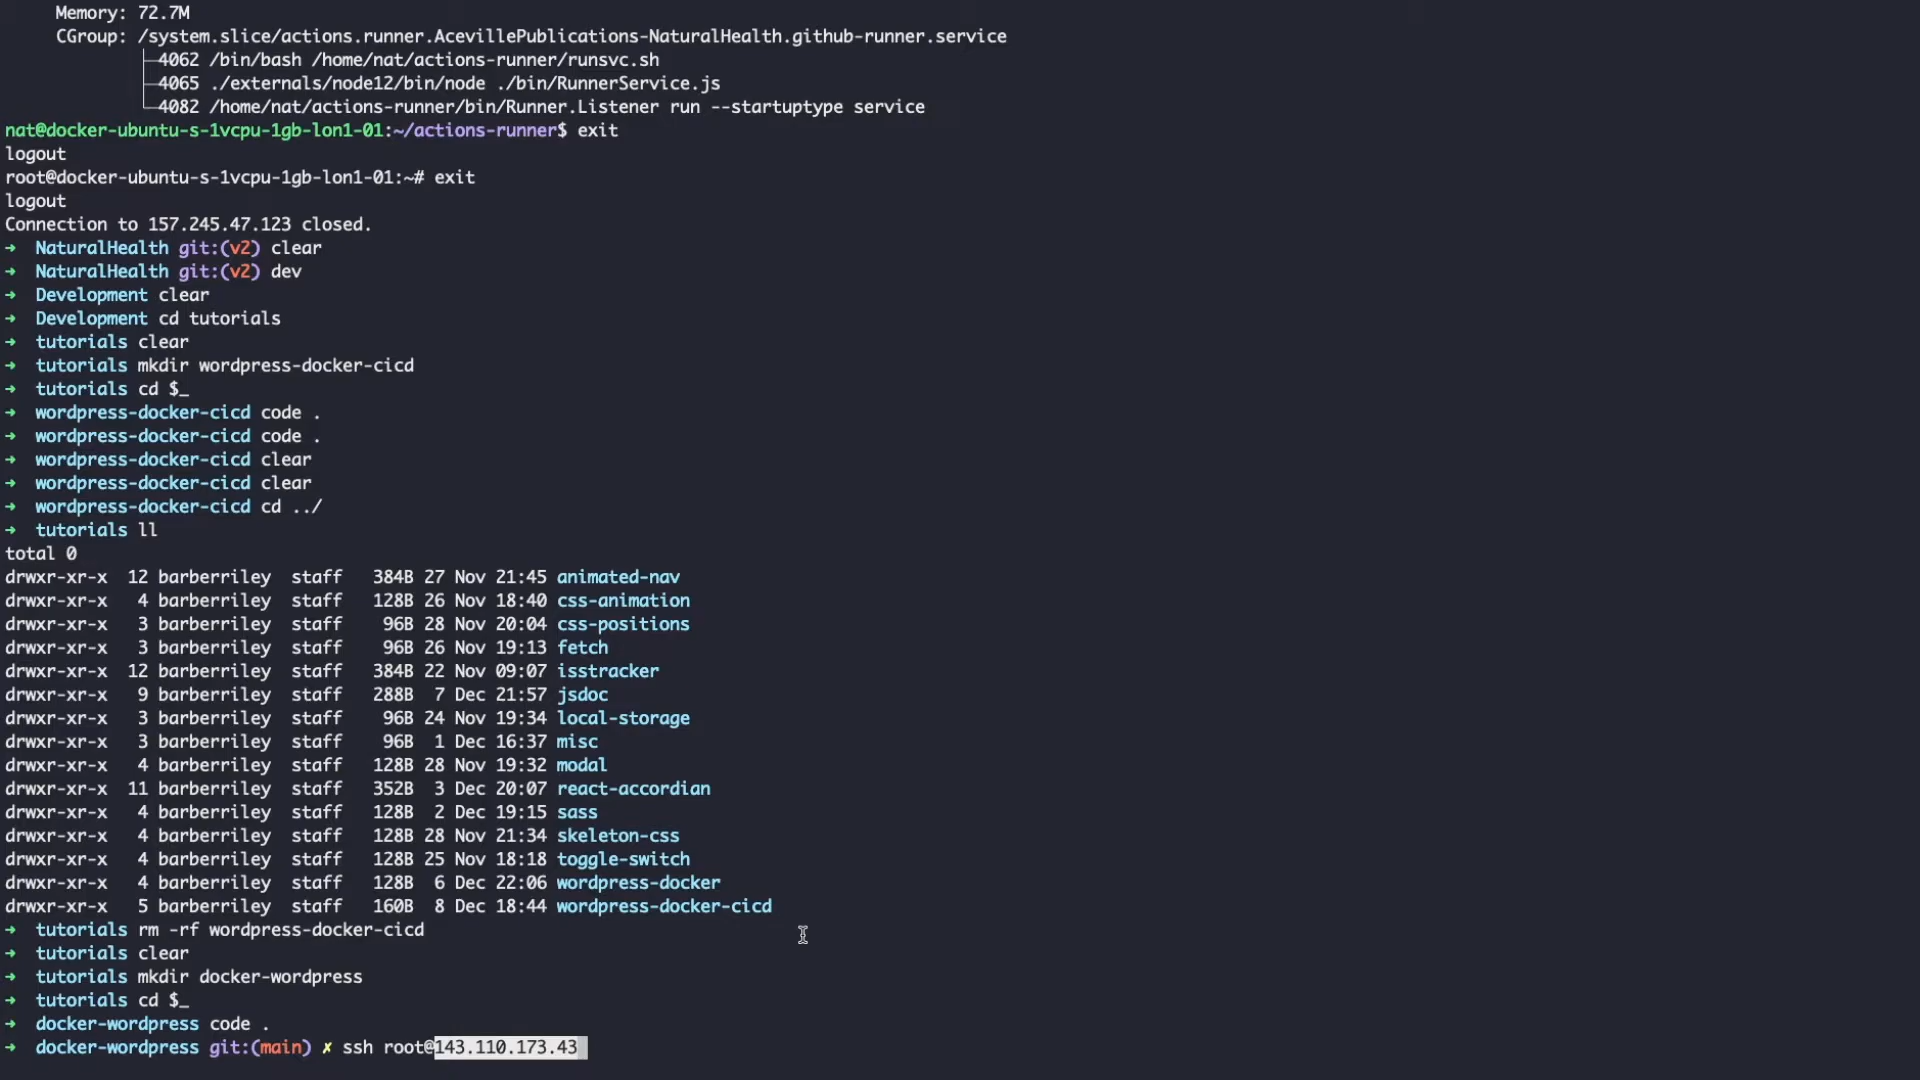 Memory: 72.7M
CGroup: /system.slice/actions.runner.AcevillePublications-NaturalHealth.github-runner.service
├─4062 /bin/bash /home/nat/actions-runner/runsvc.sh
├─4065 ./externals/node12/bin/node ./bin/RunnerService.js
└─4082 /home/nat/actions-runner/bin/Runner.Listener run --startuptype service
nat@docker-ubuntu-s-1vcpu-1gb-lon1-01:~/actions-runner$ exit
logout
root@docker-ubuntu-s-1vcpu-1gb-lon1-01:~# exit
logout
Connection to 157.245.47.123 closed.
→ NaturalHealth git:(v2) clear
→ NaturalHealth git:(v2) dev
→ Development clear
→ Development cd tutorials
→ tutorials clear
→ tutorials mkdir wordpress-docker-cicd
→ tutorials cd $_
→ wordpress-docker-cicd code .
→ wordpress-docker-cicd code .
→ wordpress-docker-cicd clear
→ wordpress-docker-cicd clear
→ wordpress-docker-cicd cd ../
→ tutorials ll
total 0
drwxr-xr-x 12 barberriley staff 384B 27 Nov 21:45 animated-nav
drwxr-xr-x 4 barberriley staff 128B 26 Nov 18:40 css-animation
drwxr-xr-x 3 barberriley staff 96B 28 Nov 20:04 css-positions
drwxr-xr-x 3 barberriley staff 96B 26 Nov 19:13 fetch
drwxr-xr-x 12 barberriley staff 384B 22 Nov 09:07 isstracker
drwxr-xr-x 9 barberriley staff 288B 7 Dec 21:57 jsdoc
drwxr-xr-x 3 barberriley staff 96B 24 Nov 19:34 local-storage
drwxr-xr-x 3 barberriley staff 96B 1 Dec 16:37 misc
drwxr-xr-x 4 barberriley staff 128B 28 Nov 19:32 modal
drwxr-xr-x 11 barberriley staff 352B 3 Dec 20:07 react-accordian
drwxr-xr-x 4 barberriley staff 128B 2 Dec 19:15 sass
drwxr-xr-x 4 barberriley staff 128B 28 Nov 21:34 skeleton-css
drwxr-xr-x 4 barberriley staff 128B 25 Nov 18:18 toggle-switch
drwxr-xr-x 4 barberriley staff 128B 6 Dec 22:06 wordpress-docker
drwxr-xr-x 5 barberriley staff 160B 8 Dec 18:44 wordpress-docker-cicd
→ tutorials rm -rf wordpress-docker-cicd
→ tutorials clear
→ tutorials mkdir docker-wordpress
→ tutorials cd $_
→ docker-wordpress code .
→ docker-wordpress git:(main) ✗ ssh root@143.110.173.43